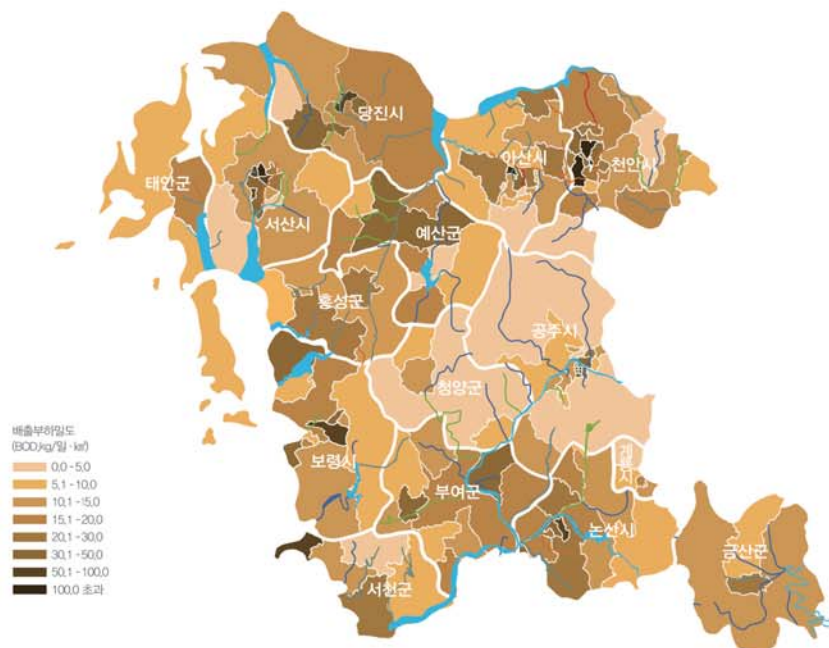 당진시
아산시
천안시
태안군
서산시
예산군
홍성군
공주시
청양군
계룡시
보령시
부여군
논산시
금산군
서천군
배출부하밀도
(BOD,kg/일·㎢)
0.0 - 5.0
5.1 - 10.0
10.1 - 15.0
15.1 - 20.0
20.1 - 30.0
30.1 - 50.0
50.1 - 100.0
100.0 초과